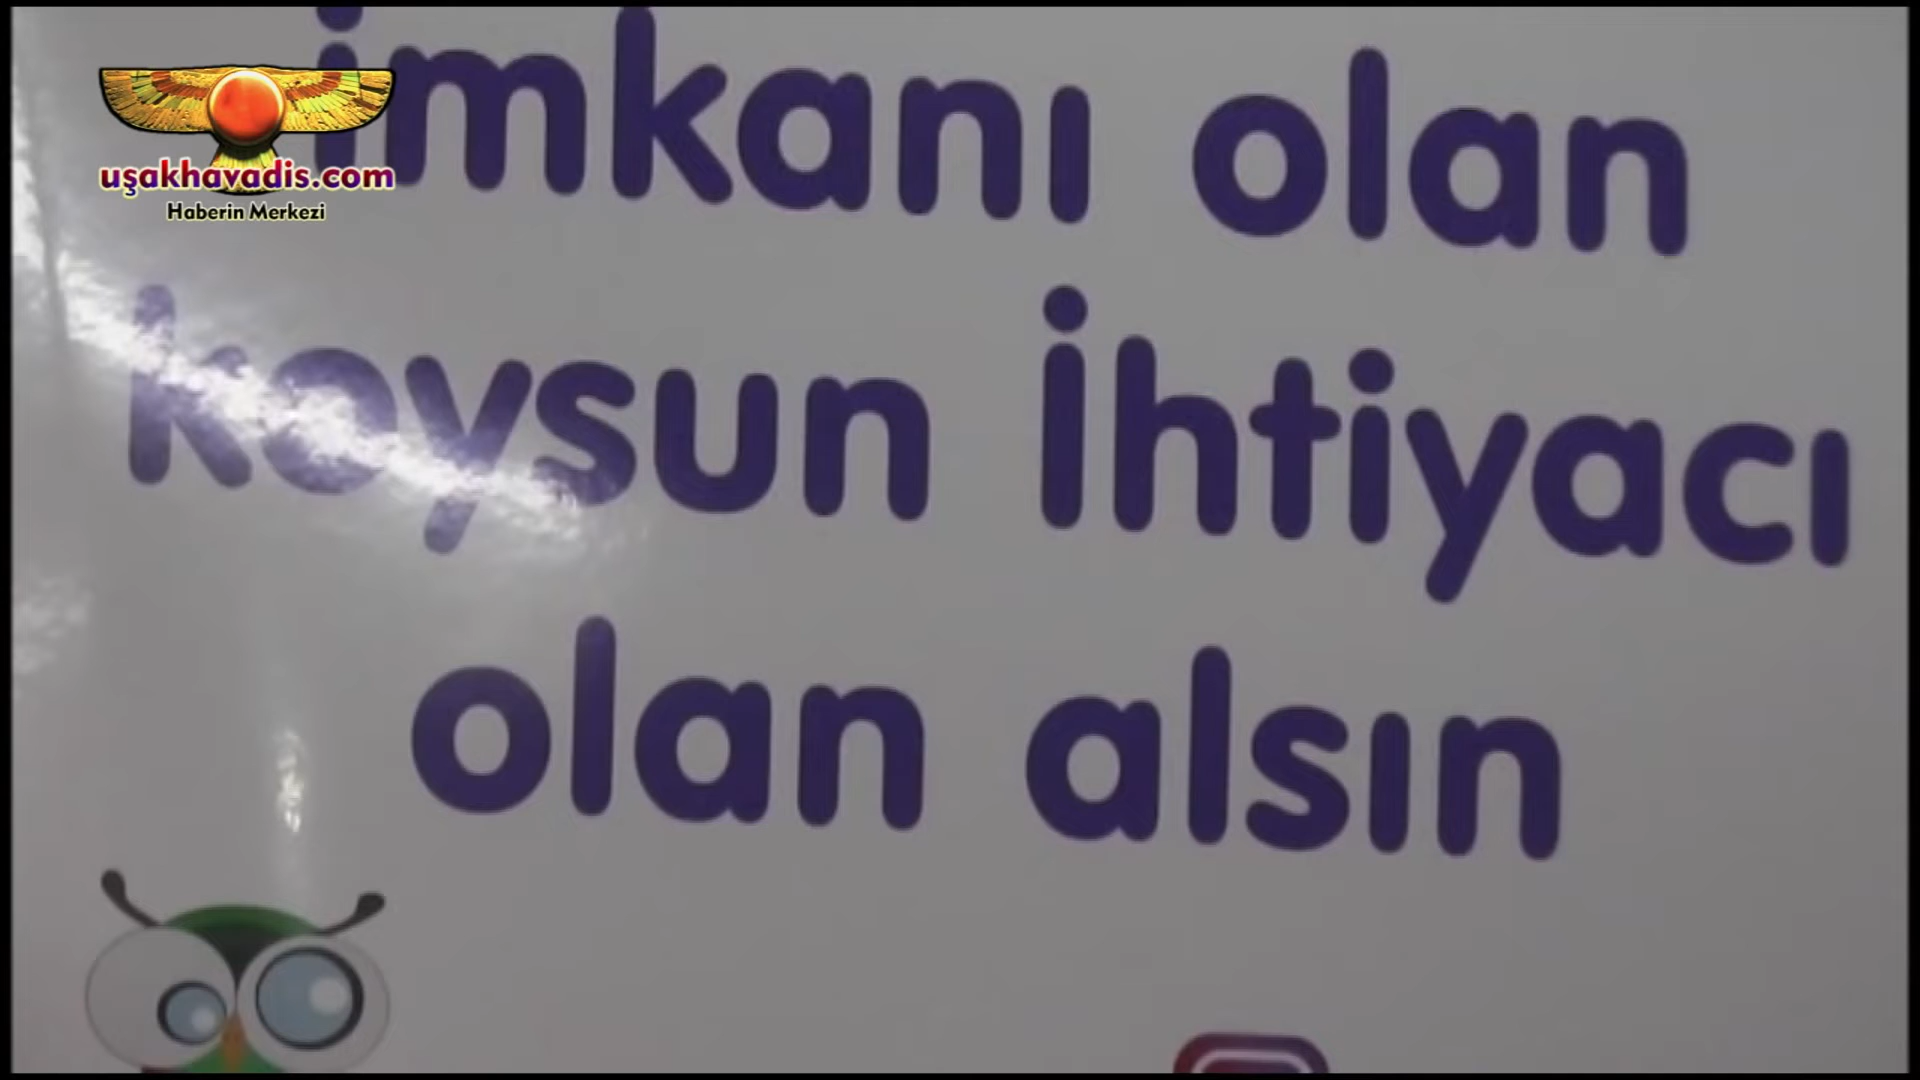 İmkanı olan
uşakhavadis.com
Haberin Merkezi
koysun İhtiyacı
olan alsın